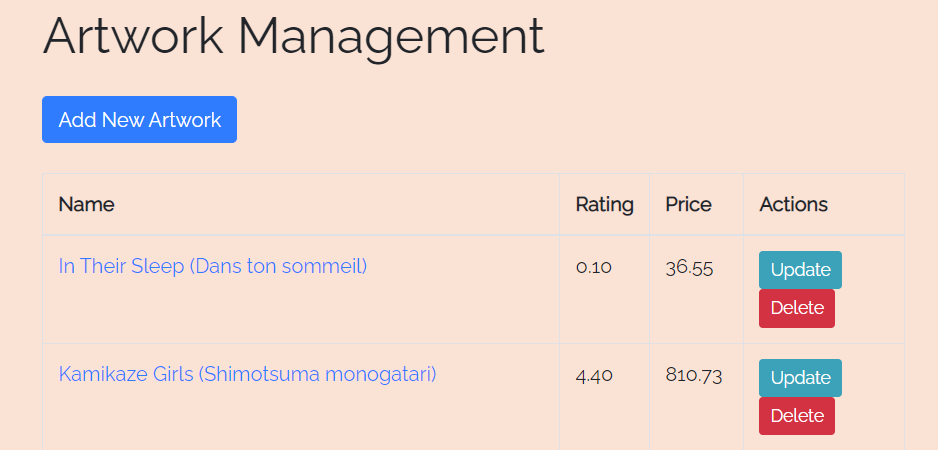 Artwork Management
Add New Artwork
Name Rating Price Actions
In Their Sleep (Dans ton sommeil) 0.10 36.55 Update
Delete
Kamikaze Girls (Shimotsuma monogatari) 4.40 810.73 Update
Delete